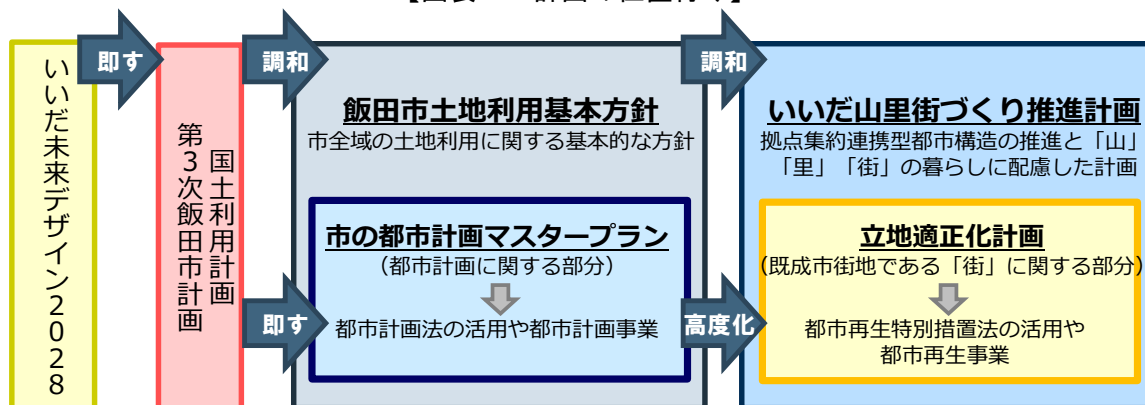 いいだ未来デザイン2028
即す
国土利用計画
第3次飯田市計画
調和
即す
飯田市土地利用基本方針
市全域の土地利用に関する基本的な方針
市の都市計画マスタープラン
（都市計画に関する部分）
都市計画法の活用や都市計画事業
調和
高度化
いいだ山里街づくり推進計画
拠点集約連携型都市構造の推進と「山」
「里」「街」の暮らしに配慮した計画
立地適正化計画
（既成市街地である「街」に関する部分）
都市再生特別措置法の活用や
都市再生事業